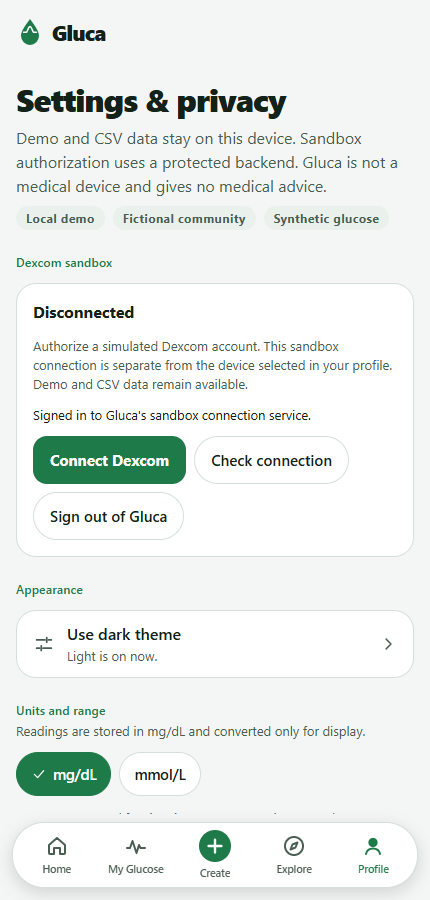 Gluca
Settings & privacy
Demo and CSV data stay on this device. Sandbox
authorization uses a protected backend. Gluca is not a
medical device and gives no medical advice.
Local demo
Fictional community
Synthetic glucose
Dexcom sandbox
Disconnected
Authorize a simulated Dexcom account. This sandbox
connection is separate from the device selected in your profile.
Demo and CSV data remain available.
Signed in to Gluca's sandbox connection service.
Connect Dexcom
Check connection
Sign out of Gluca
Appearance
Use dark theme
Light is on now.
Units and range
Readings are stored in mg/dL and converted only for display.
mg/dL
mmol/L
Home
My Glucose
Create
Explore
Profile